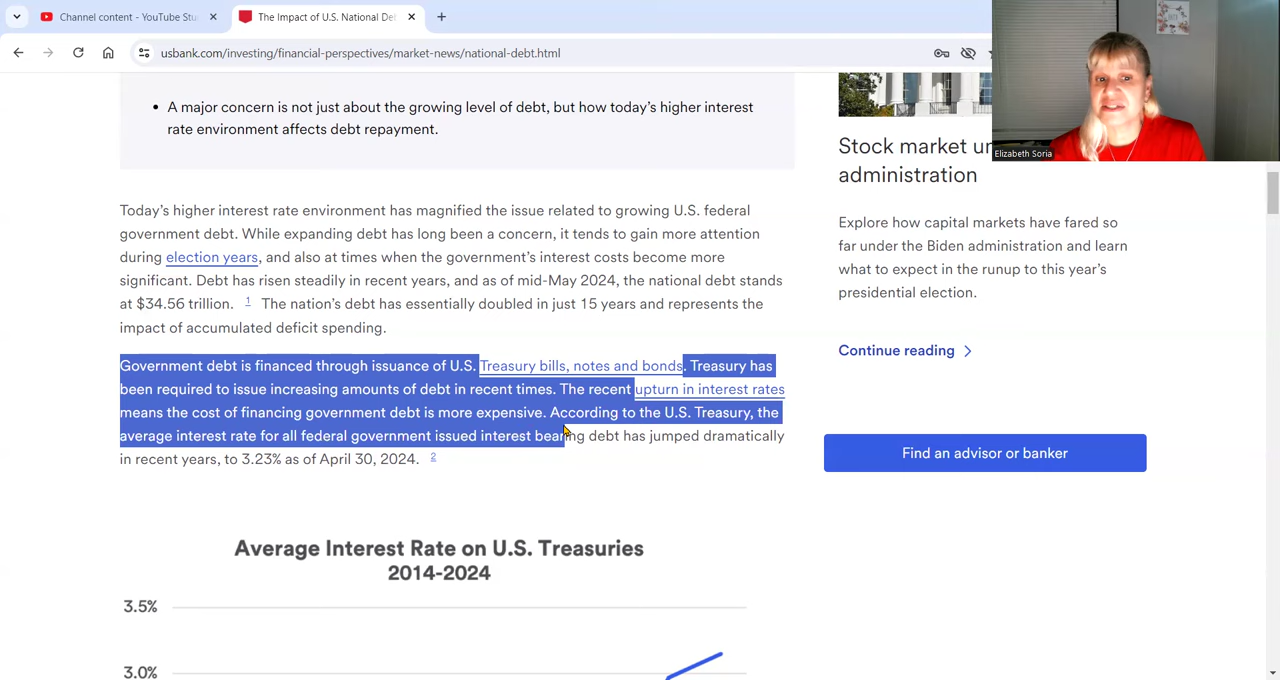 Channel content - YouTube Stu
The Impact of U.S. National De
usbank.com/investing/financial-perspectives/market-news/national-debt.html
• A major concern is not just about the growing level of debt, but how today's higher interest
rate environment affects debt repayment.
Elizabeth Soria
Stock market un
administration
Today's higher interest rate environment has magnified the issue related to growing U.S. federal
government debt. While expanding debt has long been a concern, it tends to gain more attention
during election years, and also at times when the government's interest costs become more
significant. Debt has risen steadily in recent years, and as of mid-May 2024, the national debt stands
at $34.56 trillion. 1 The nation's debt has essentially doubled in just 15 years and represents the
impact of accumulated deficit spending.
Explore how capital markets have fared so
far under the Biden administration and learn
what to expect in the runup to this year's
presidential election.
Continue reading
Government debt is financed through issuance of U.S. Treasury bills, notes and bonds. Treasury has
been required to issue increasing amounts of debt in recent times. The recent upturn in interest rates
means the cost of financing government debt is more expensive. According to the U.S. Treasury, the
average interest rate for all federal government issued interest bearing debt has jumped dramatically
in recent years, to 3.23% as of April 30, 2024. 2
Find an advisor or banker
Average Interest Rate on U.S. Treasuries
2014-2024
3.5%
3.0%